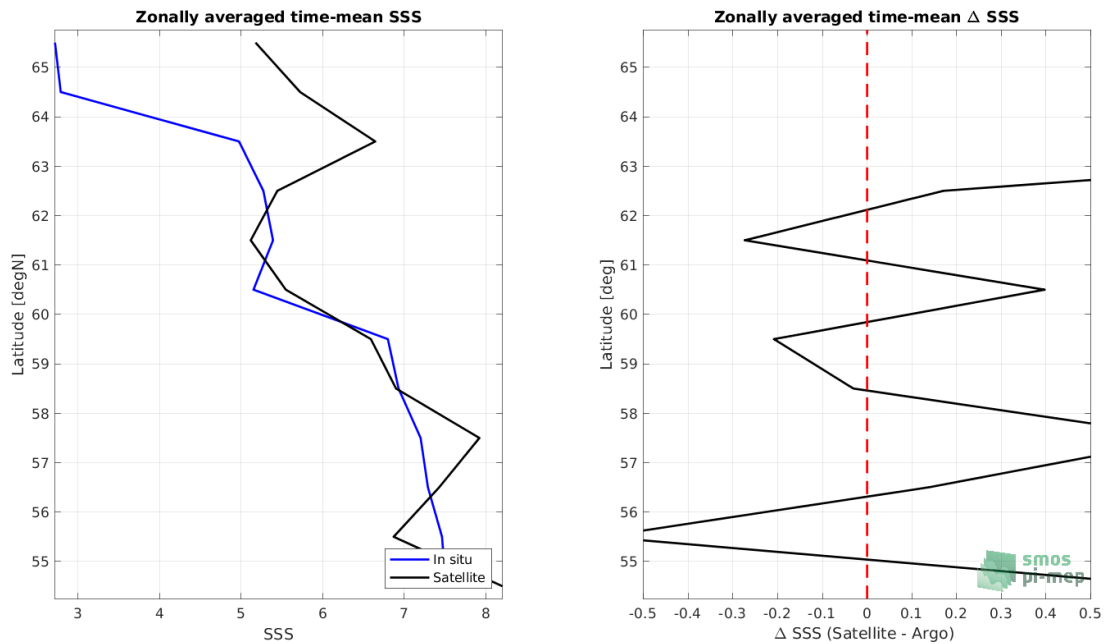 Zonally averaged time-mean SSS
65
64
63
62
61
60
59
58
57
56
55
Latitude [degN]
3 4 5 6 7 8
SSS
In situ
Satellite
Zonally averaged time-mean Δ SSS
65
64
63
62
61
60
59
58
57
56
55
Latitude [deg]
-0.5 -0.4 -0.3 -0.2 -0.1 0 0.1 0.2 0.3 0.4 0.5
Δ SSS (Satellite - Argo)
smos
pi-mep